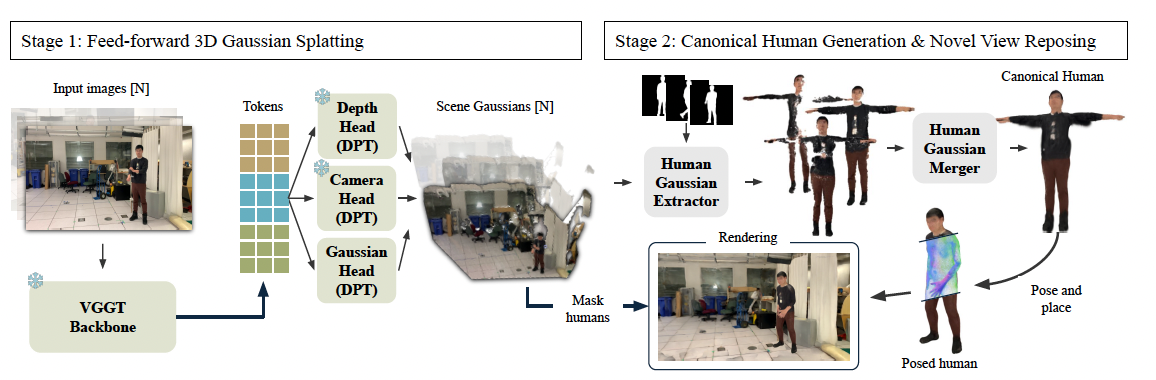 Stage 1: Feed-forward 3D Gaussian Splatting
Stage 2: Canonical Human Generation & Novel View Reposing
Input images [N]
VGGT
Backbone
Tokens
Depth
Head
(DPT)
Camera
Head
(DPT)
Gaussian
Head
(DPT)
Scene Gaussians [N]
Mask
humans
Human
Gaussian
Extractor
Human
Gaussian
Merger
Canonical Human
Pose and
place
Posed human
Rendering